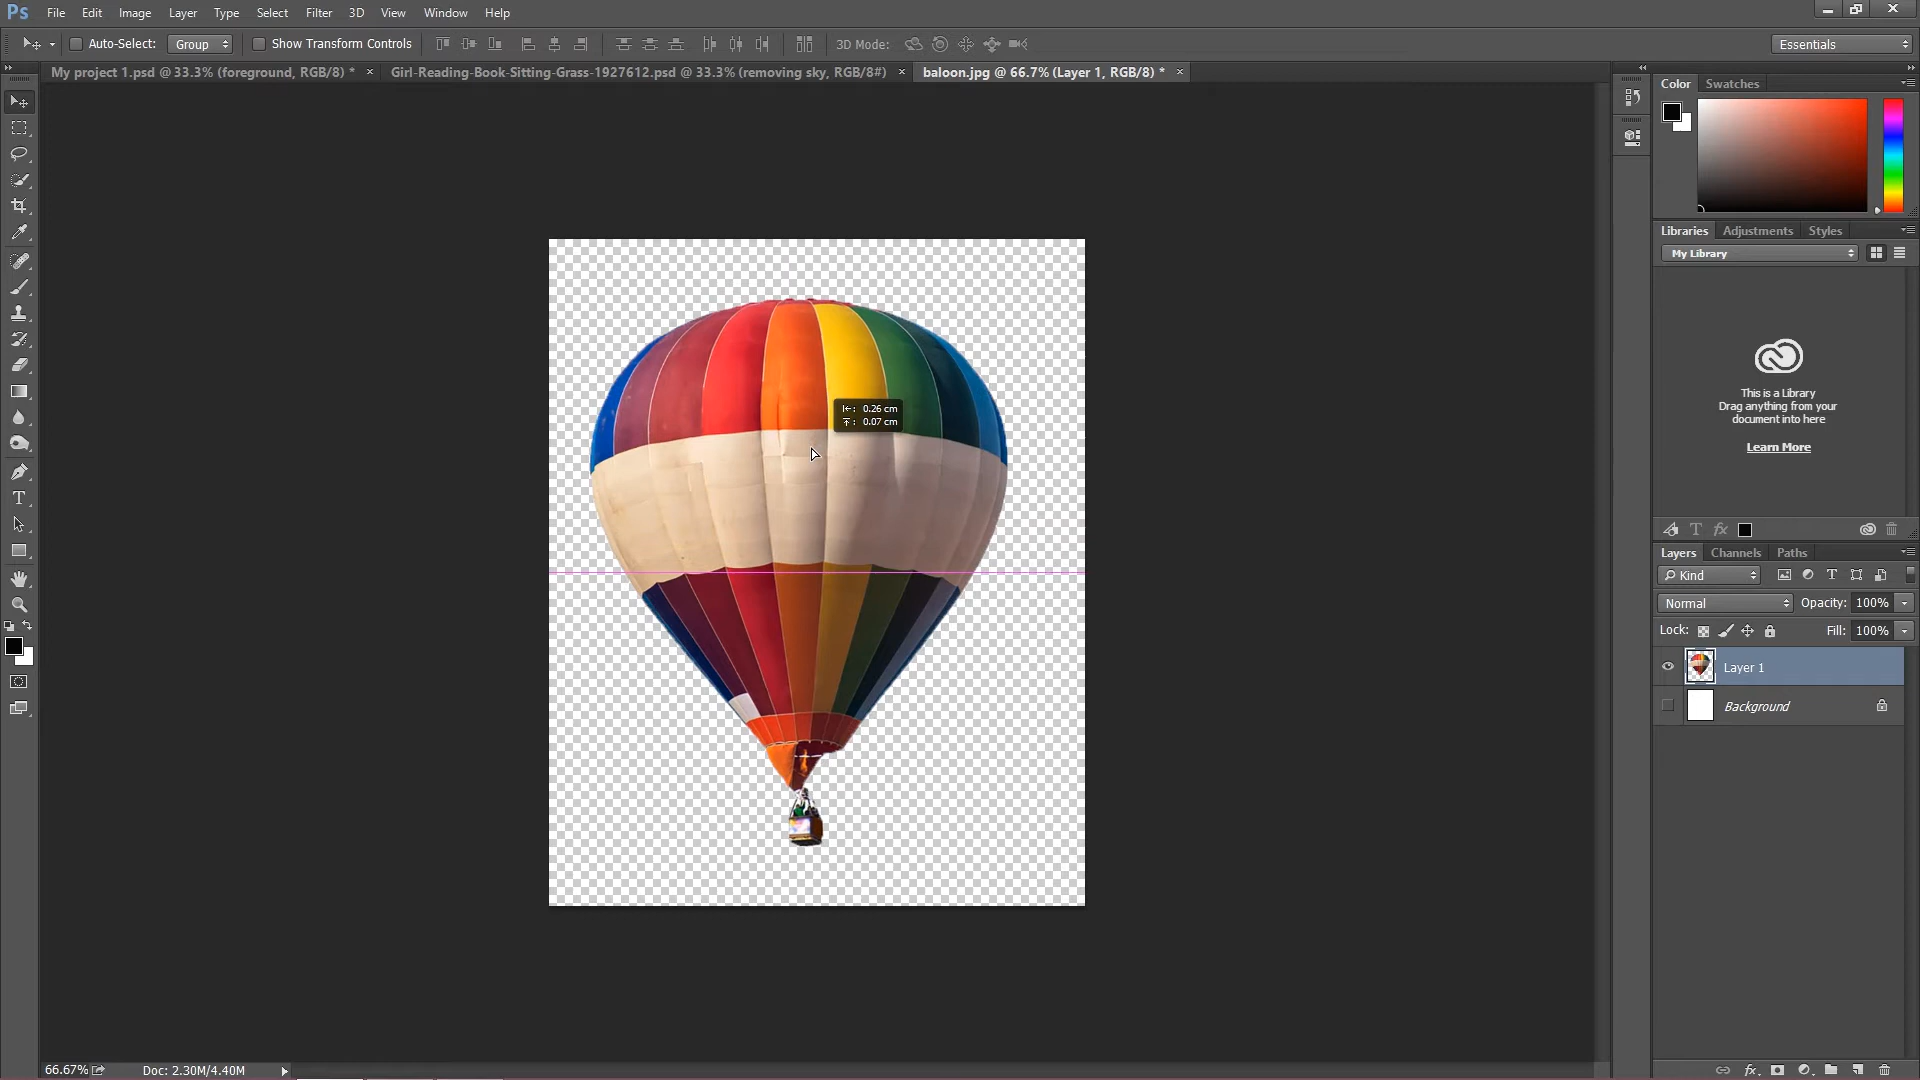 Ps File Edit Image Layer Type Select Filter 3D View Window Help
Auto-Select: Group Show Transform Controls 3D Mode: Essentials
My project 1.psd @ 33.3% (foreground, RGB/8) * × Girl-Reading-Book-Sitting-Grass-1927612.psd @ 33.3% (removing sky, RGB/8#) × baloon.jpg @ 66.7% (Layer 1, RGB/8) * ×
Color Swatches
Libraries Adjustments Styles
My Library
This is a Library
Drag anything from your
document into here
Learn More
0.26 cm
0.07 cm
Layers Channels Paths
Kind
Normal Opacity: 100%
Lock: Fill: 100%
Layer 1
Background
66.67% Doc: 2.30M/4.40M